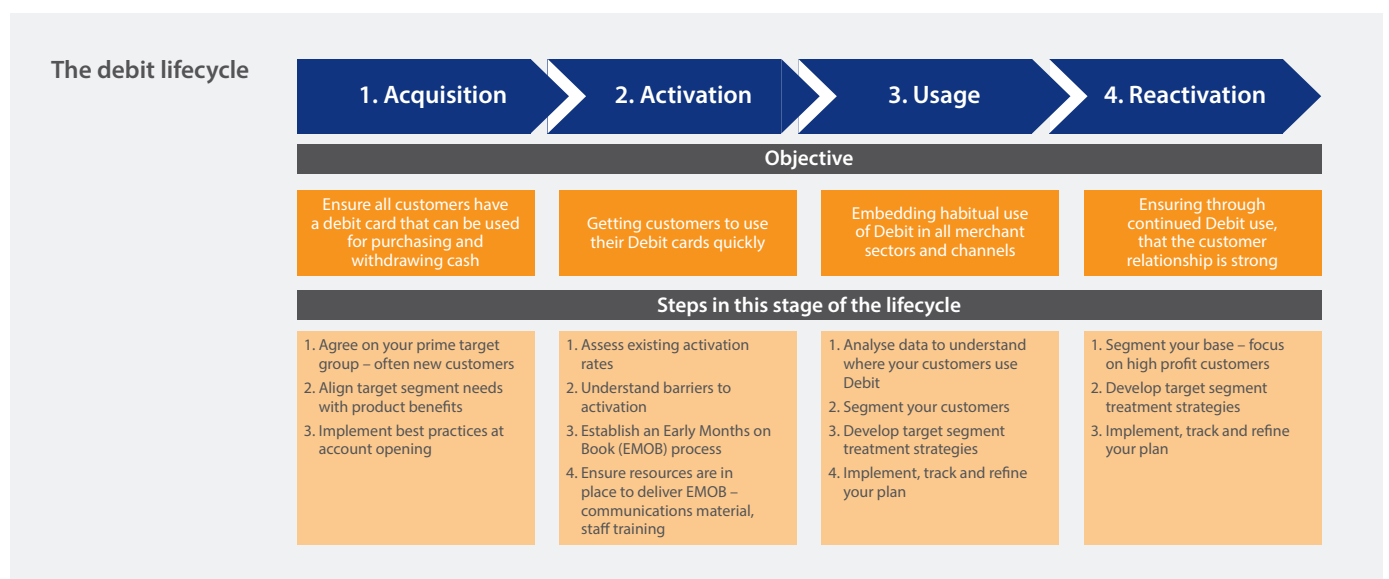 The debit lifecycle
1. Acquisition
2. Activation
3. Usage
4. Reactivation
Objective
Ensure all customers have
a debit card that can be used
for purchasing and
withdrawing cash
Getting customers to use
their Debit cards quickly
Embedding habitual use
of Debit in all merchant
sectors and channels
Ensuring through
continued Debit use,
that the customer
relationship is strong
Steps in this stage of the lifecycle
1. Agree on your prime target
group – often new customers
2. Align target segment needs
with product benefits
3. Implement best practices at
account opening
1. Assess existing activation
rates
2. Understand barriers to
activation
3. Establish an Early Months on
Book (EMOB) process
4. Ensure resources are in
place to deliver EMOB –
communications material,
staff training
1. Analyse data to understand
where your customers use
Debit
2. Segment your customers
3. Develop target segment
treatment strategies
4. Implement, track and refine
your plan
1. Segment your base – focus
on high profit customers
2. Develop target segment
treatment strategies
3. Implement, track and refine
your plan